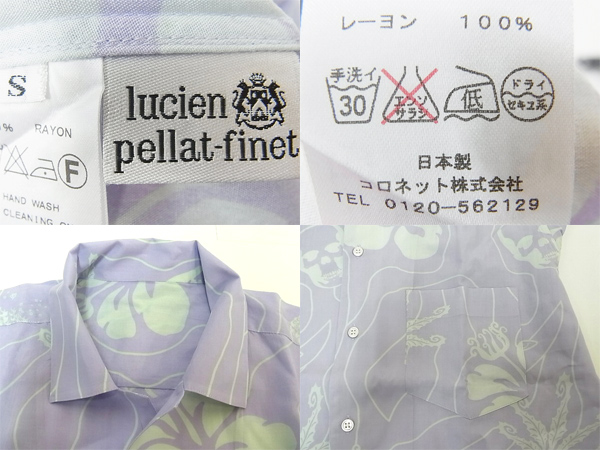 S
% RAYON
F
HAND WASH
CLEANING
lucien
pellat-finet
レーヨン 100%
手洗イ
30
エンソ
サラシ
低
ドライ
セキユ系
日本製
コロネット株式会社
TEL 0120-562129